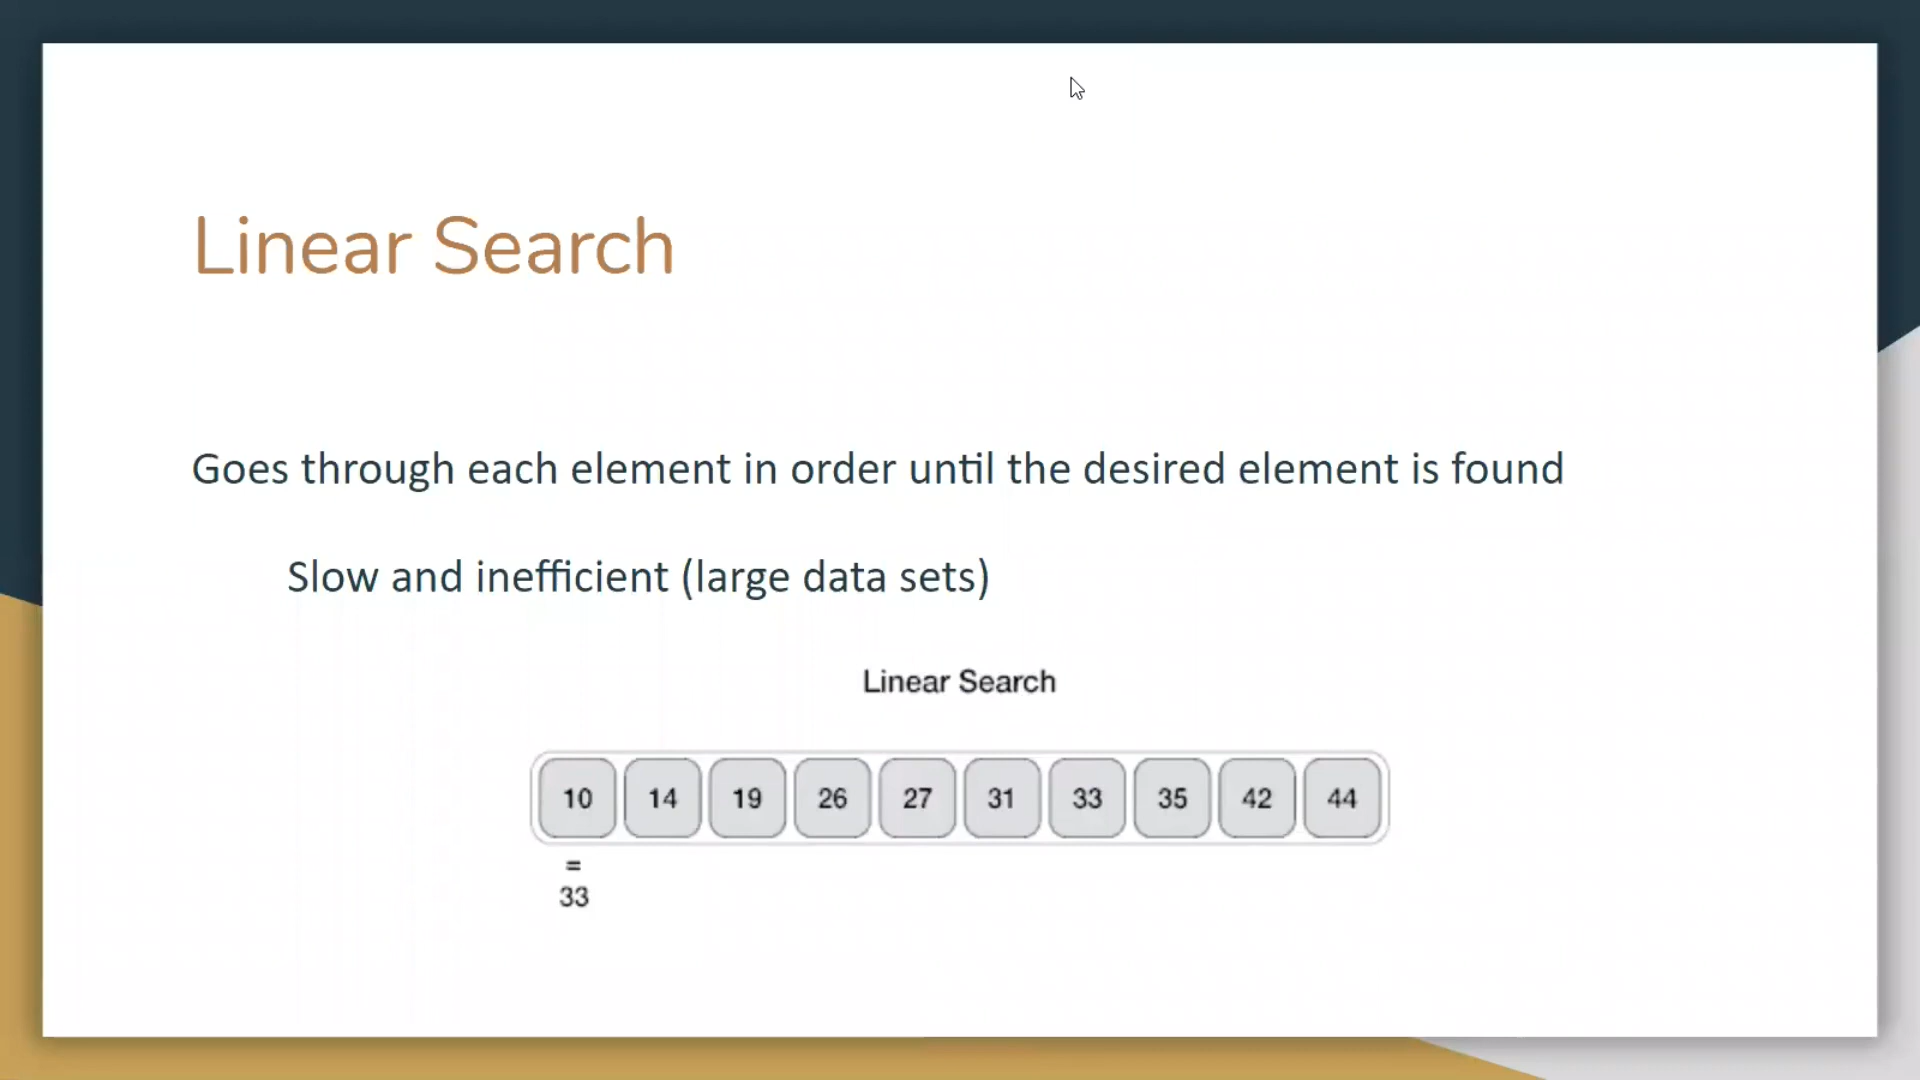 Linear Search
Goes through each element in order until the desired element is found
Slow and inefficient (large data sets)
Linear Search
10 14 19 26 27 31 33 35 42 44
=
33